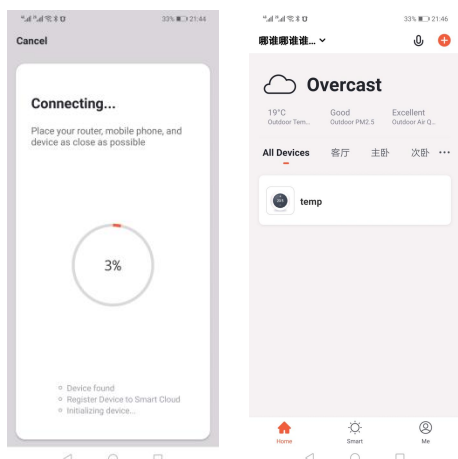 33% 21:44
Cancel
Connecting...
Place your router, mobile phone, and
device as close as possible
3%
Device found
Register Device to Smart Cloud
Initializing device...
33% 21:46
哪谁哪谁谁...
Overcast
19°C Good Excellent
Outdoor Tem... Outdoor PM2.5 Outdoor Air Q...
All Devices 客厅 主卧 次卧 ...
temp
Home Smart Me